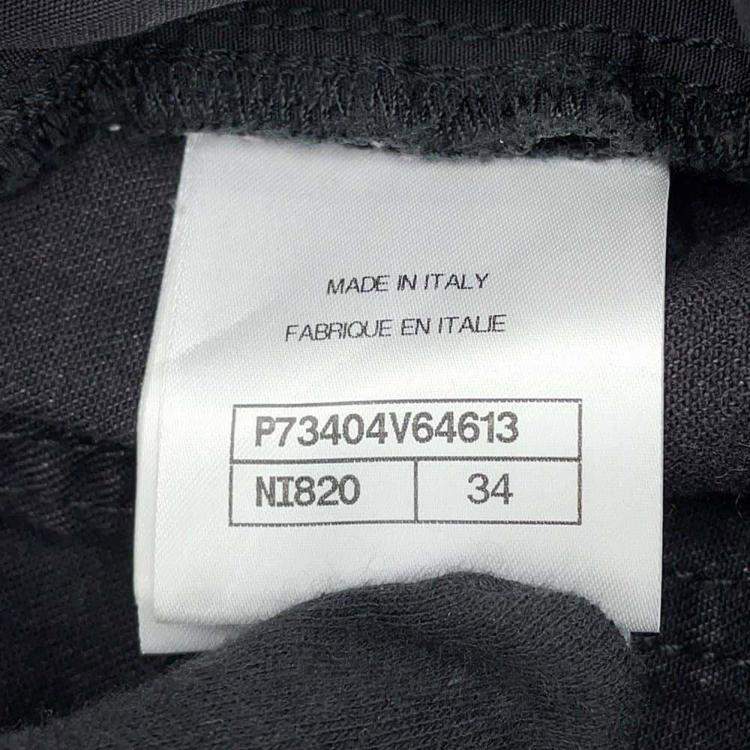 MADE IN ITALY
FABRIQUE EN ITALIE
P73404V64613
NI820 34